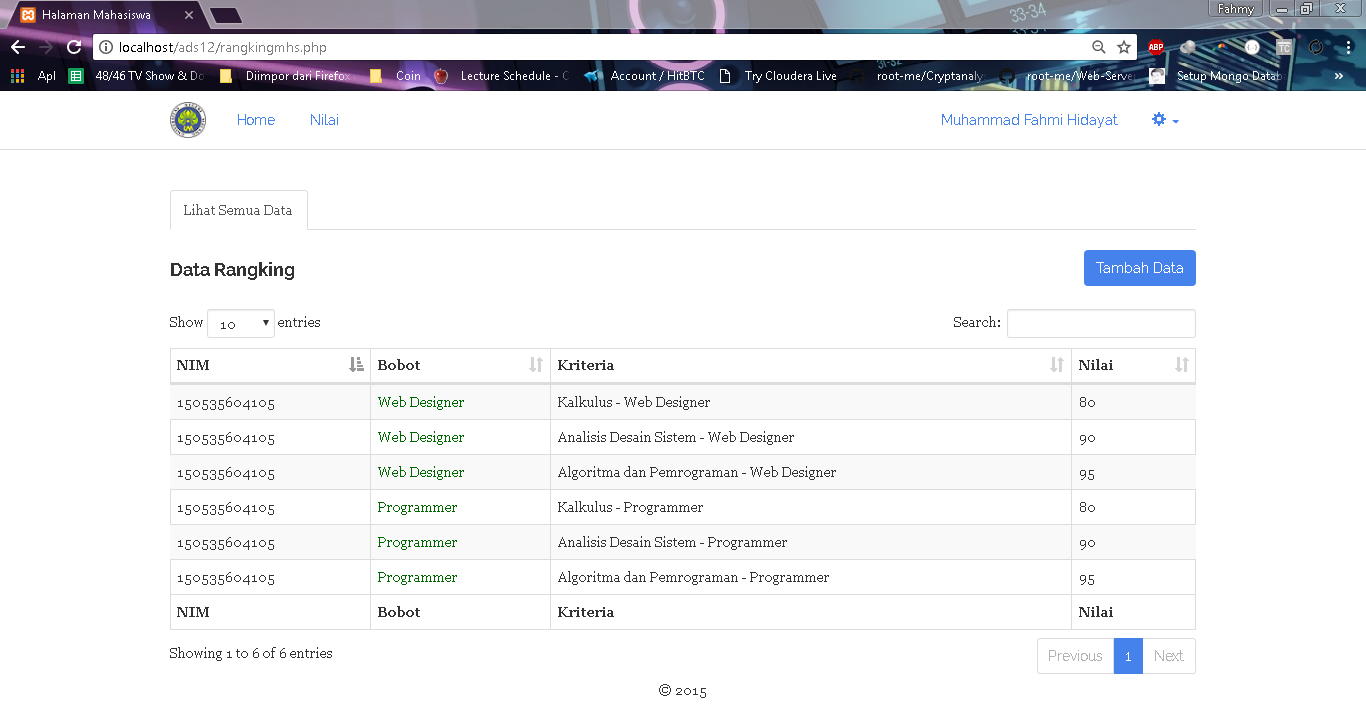 Halaman Mahasiswa
Fahmy
localhost/ads12/rangkingmhs.php
ABP
TC
Apl 48/46 TV Show & Do Diimpor dari Firefox Coin Lecture Schedule - C Account / HitBTC Try Cloudera Live root-me/Cryptanaly root-me/Web-Serve Setup Mongo Datab »
Home Nilai Muhammad Fahmi Hidayat
Lihat Semua Data
Data Rangking Tambah Data
Show 10 entries Search:
NIM Bobot Kriteria Nilai
150535604105 Web Designer Kalkulus - Web Designer 80
150535604105 Web Designer Analisis Desain Sistem - Web Designer 90
150535604105 Web Designer Algoritma dan Pemrograman - Web Designer 95
150535604105 Programmer Kalkulus - Programmer 80
150535604105 Programmer Analisis Desain Sistem - Programmer 90
150535604105 Programmer Algoritma dan Pemrograman - Programmer 95
NIM Bobot Kriteria Nilai
Showing 1 to 6 of 6 entries Previous 1 Next
© 2015